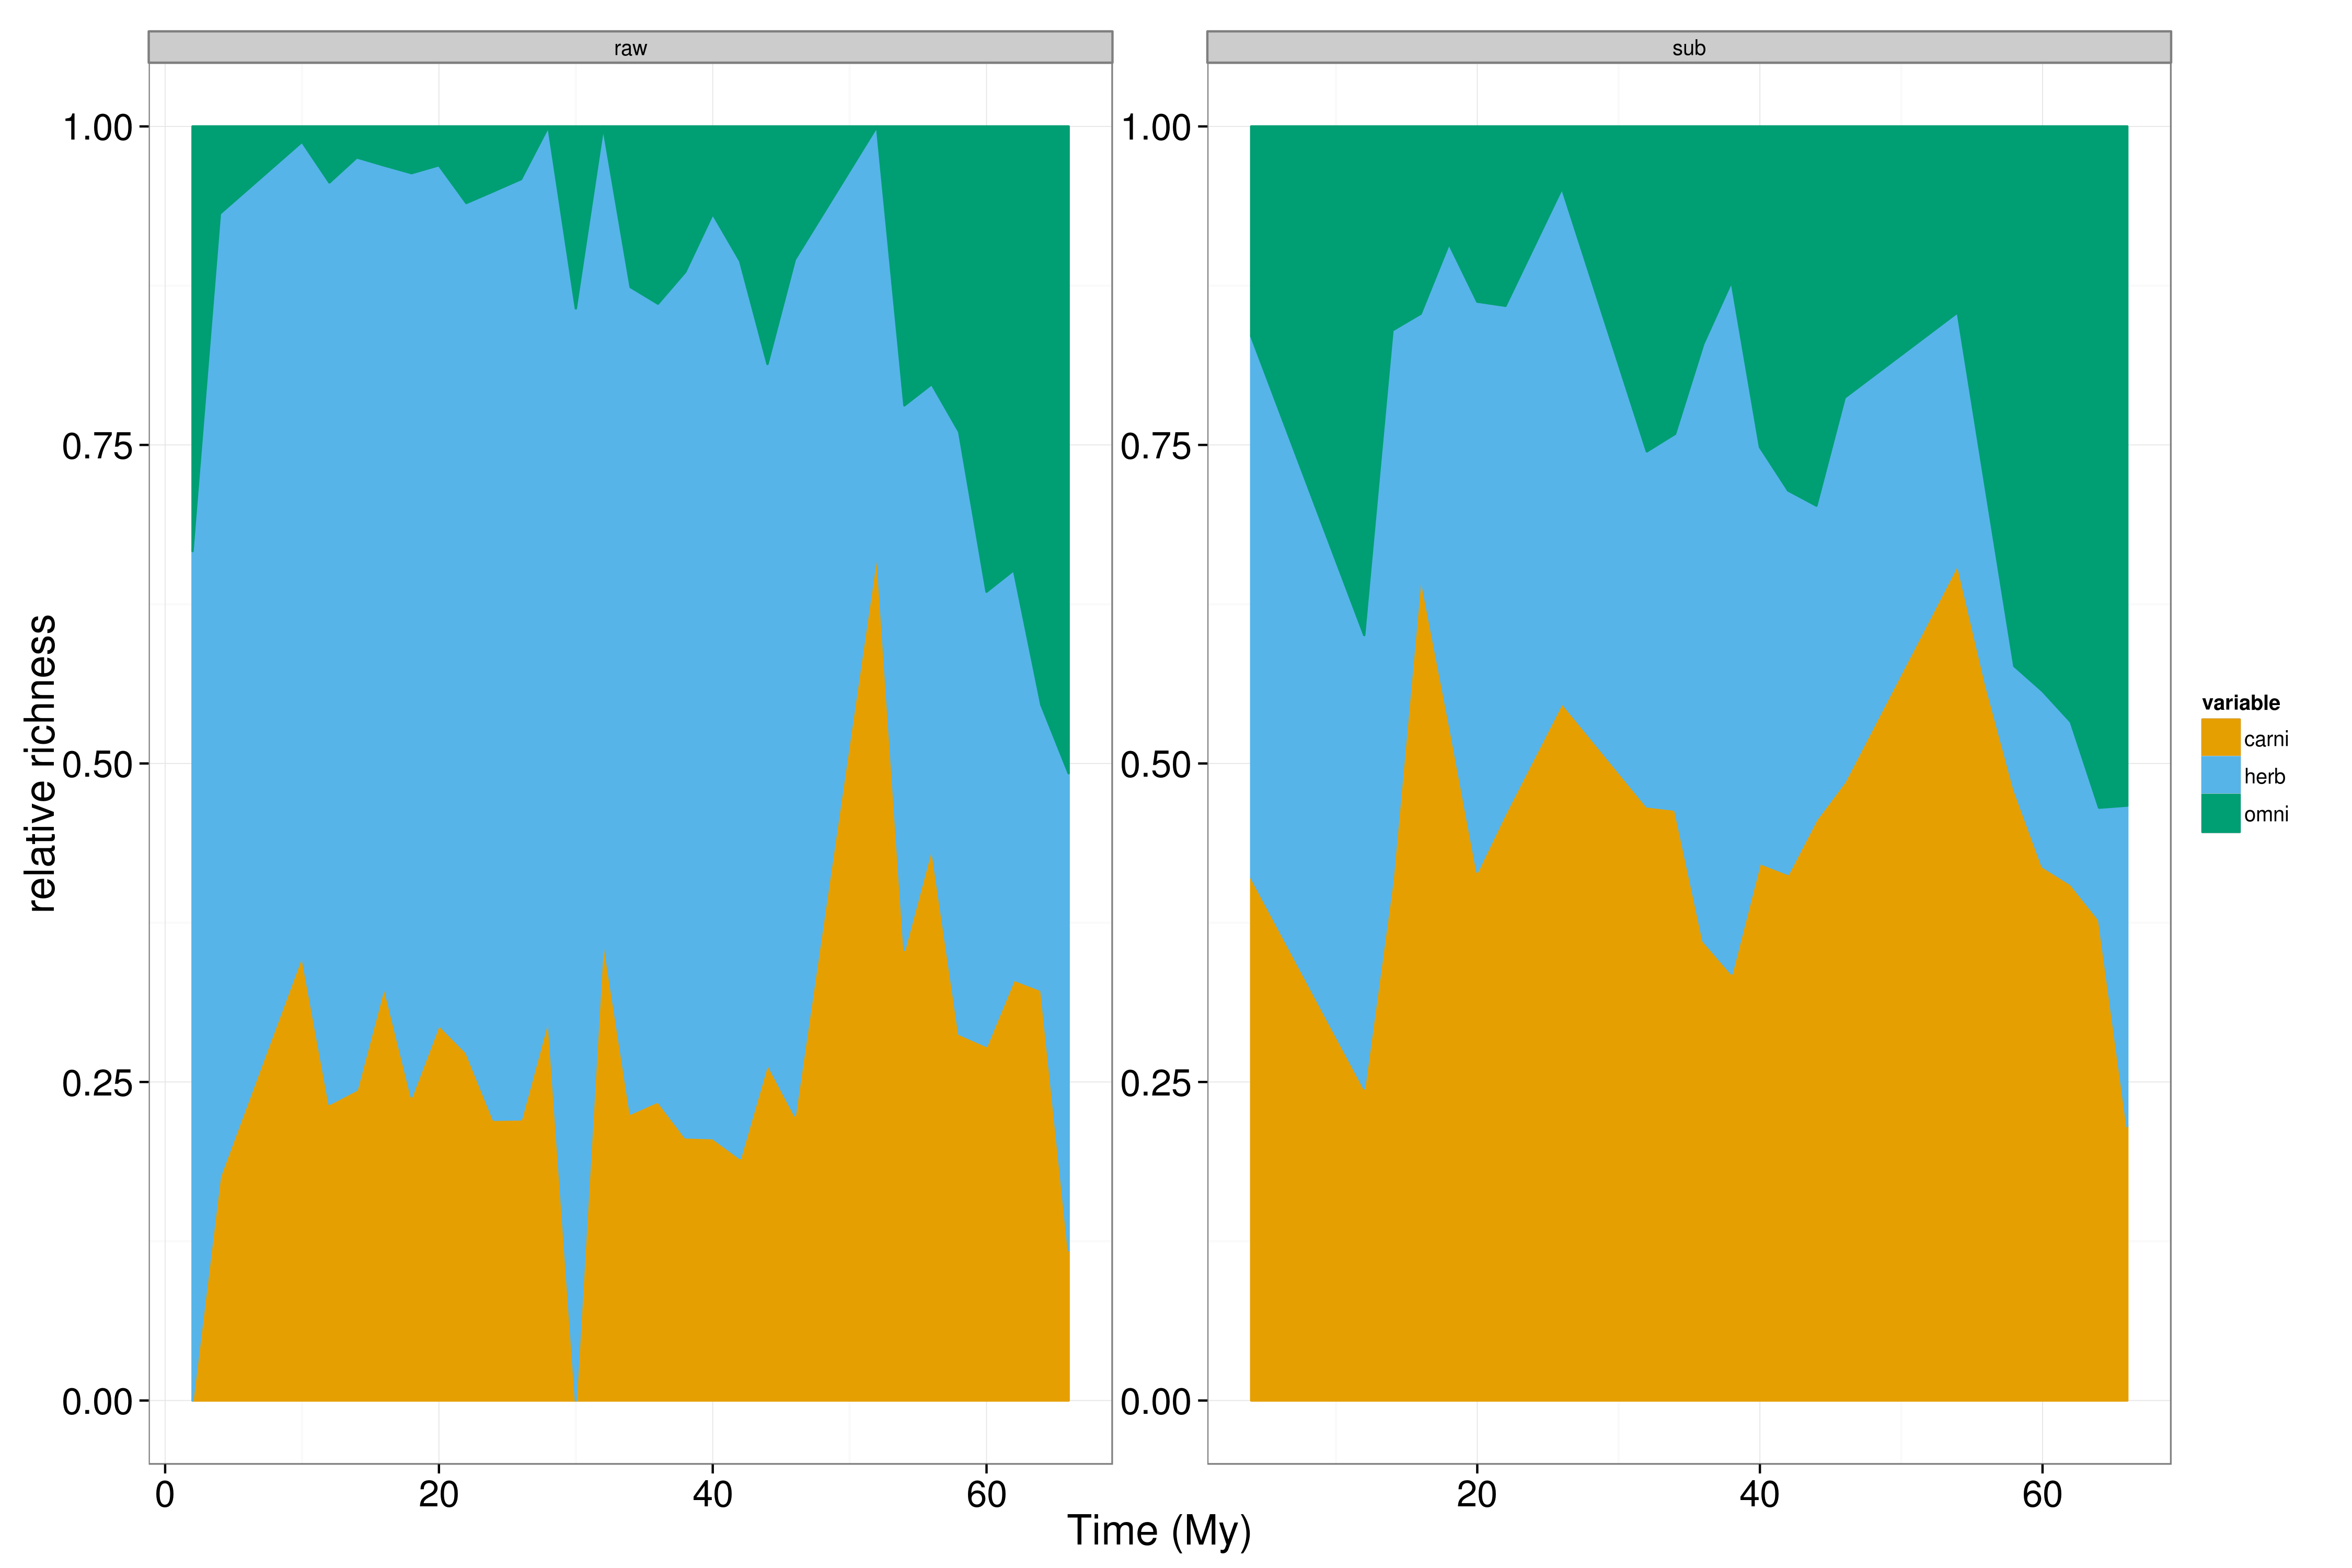 raw
sub
1.00
0.75
0.50
0.25
0.00
1.00
0.75
0.50
0.25
0.00
relative richness
0 20 40 60
20 40 60
Time (My)
variable
carni
herb
omni